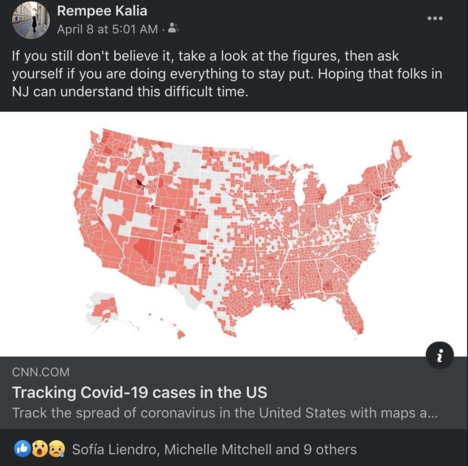 Rempee Kalia
April 8 at 5:01 AM ·
If you still don't believe it, take a look at the figures, then ask
yourself if you are doing everything to stay put. Hoping that folks in
NJ can understand this difficult time.
i
CNN.COM
Tracking Covid-19 cases in the US
Track the spread of coronavirus in the United States with maps a...
Sofía Liendro, Michelle Mitchell and 9 others